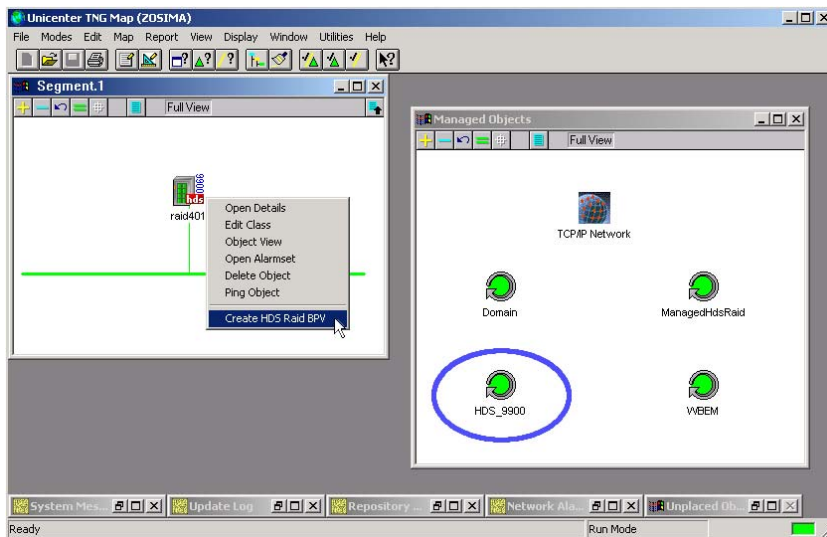 Unicenter TNG Map (ZOSIMA)
File Modes Edit Map Report View Display Window Utilities Help
Segment.1
Full View
0066
hds
raid401
Open Details
Edit Class
Object View
Open Alarmset
Delete Object
Ping Object
Create HDS Raid BPV
Managed Objects
Full View
TCP/IP Network
Domain
ManagedHdsRaid
HDS_9900
WBEM
System Mes...
Update Log
Repository ...
Network Ala...
Unplaced Ob...
Ready
Run Mode